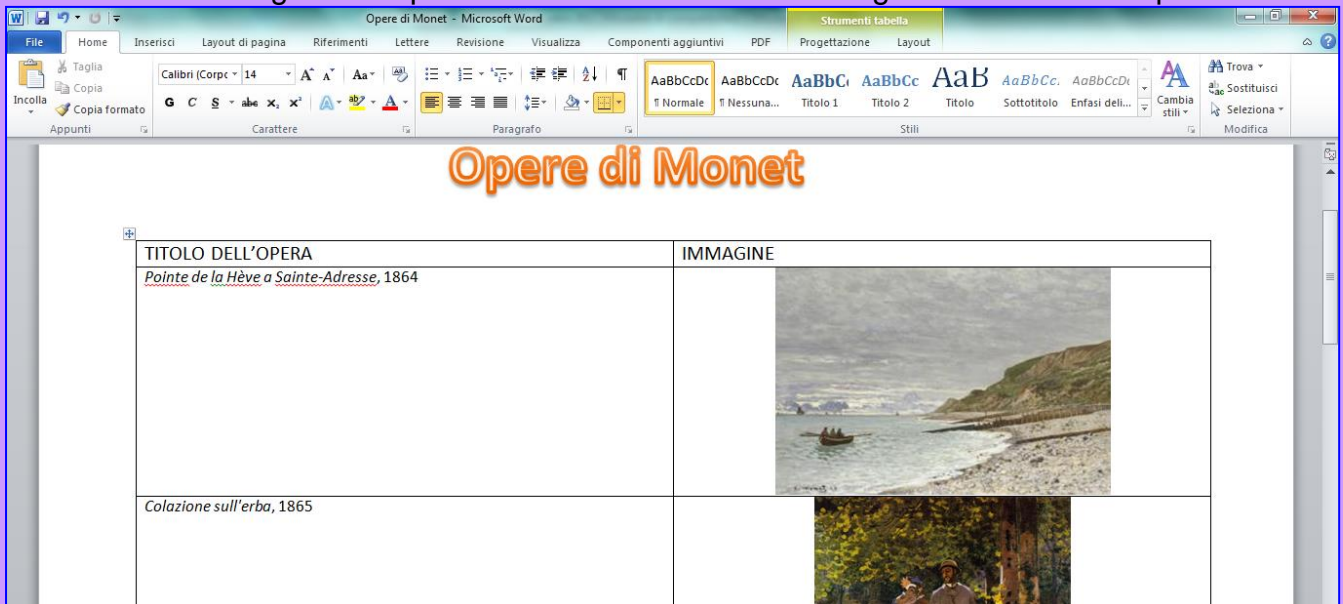 Opere di Monet - Microsoft Word
Strumenti tabella
File Home Inserisci Layout di pagina Riferimenti Lettere Revisione Visualizza Componenti aggiuntivi PDF Progettazione Layout
Incolla
Taglia
Copia
Copia formato
Appunti
Calibri (Corpc 14
G C S abc x, x²
Carattere
Paragrafo
AaBbCcDc AaBbCcDc AaBbC AaBbCc AaB AaBbCc. AaBbCcDc
¶ Normale ¶ Nessuna... Titolo 1 Titolo 2 Titolo Sottotitolo Enfasi deli...
Stili
Cambia
stili
Trova
Sostituisci
Seleziona
Modifica
Opere di Monet
TITOLO DELL'OPERA IMMAGINE
Pointe de la Hève a Sainte-Adresse, 1864
Colazione sull'erba, 1865